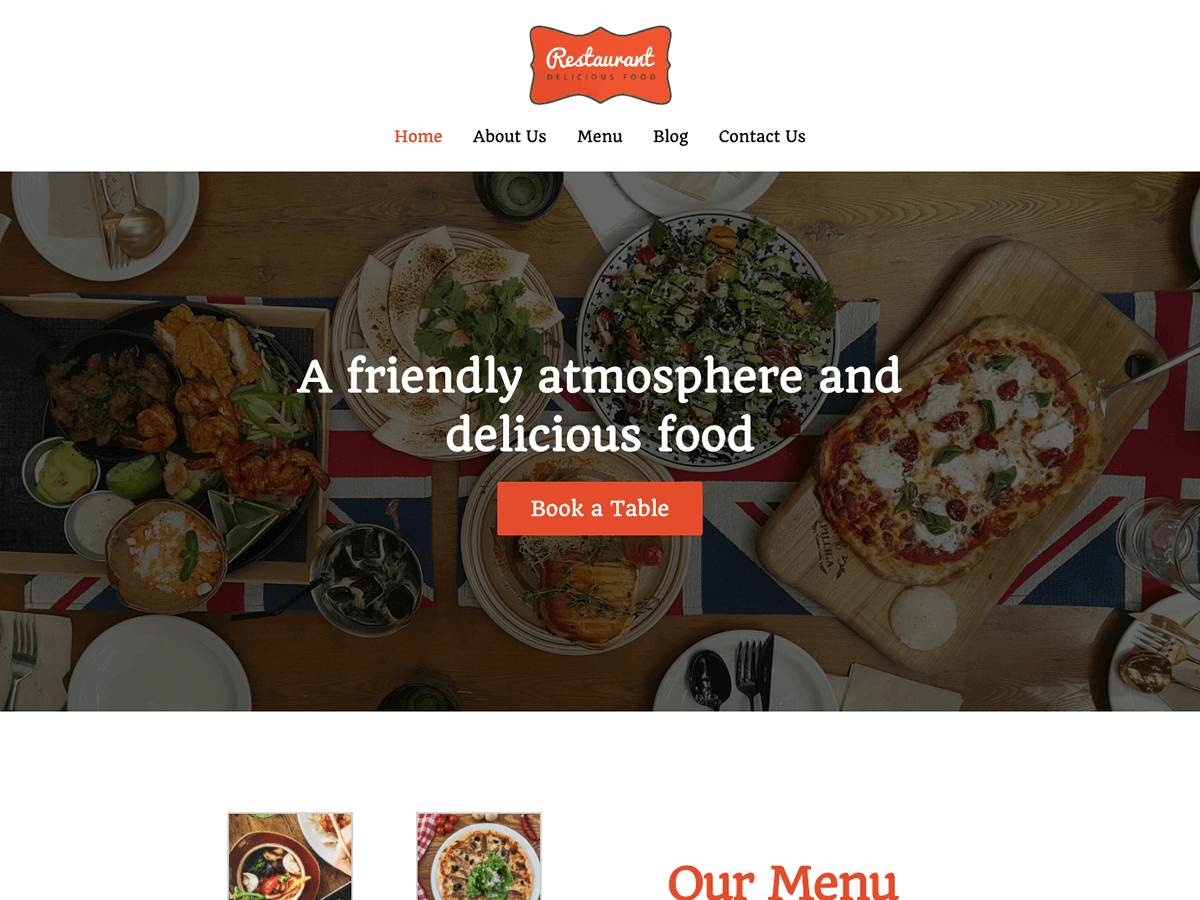 Restaurant
DELICIOUS FOOD
Home About Us Menu Blog Contact Us
A friendly atmosphere and
delicious food
Book a Table
Our Menu